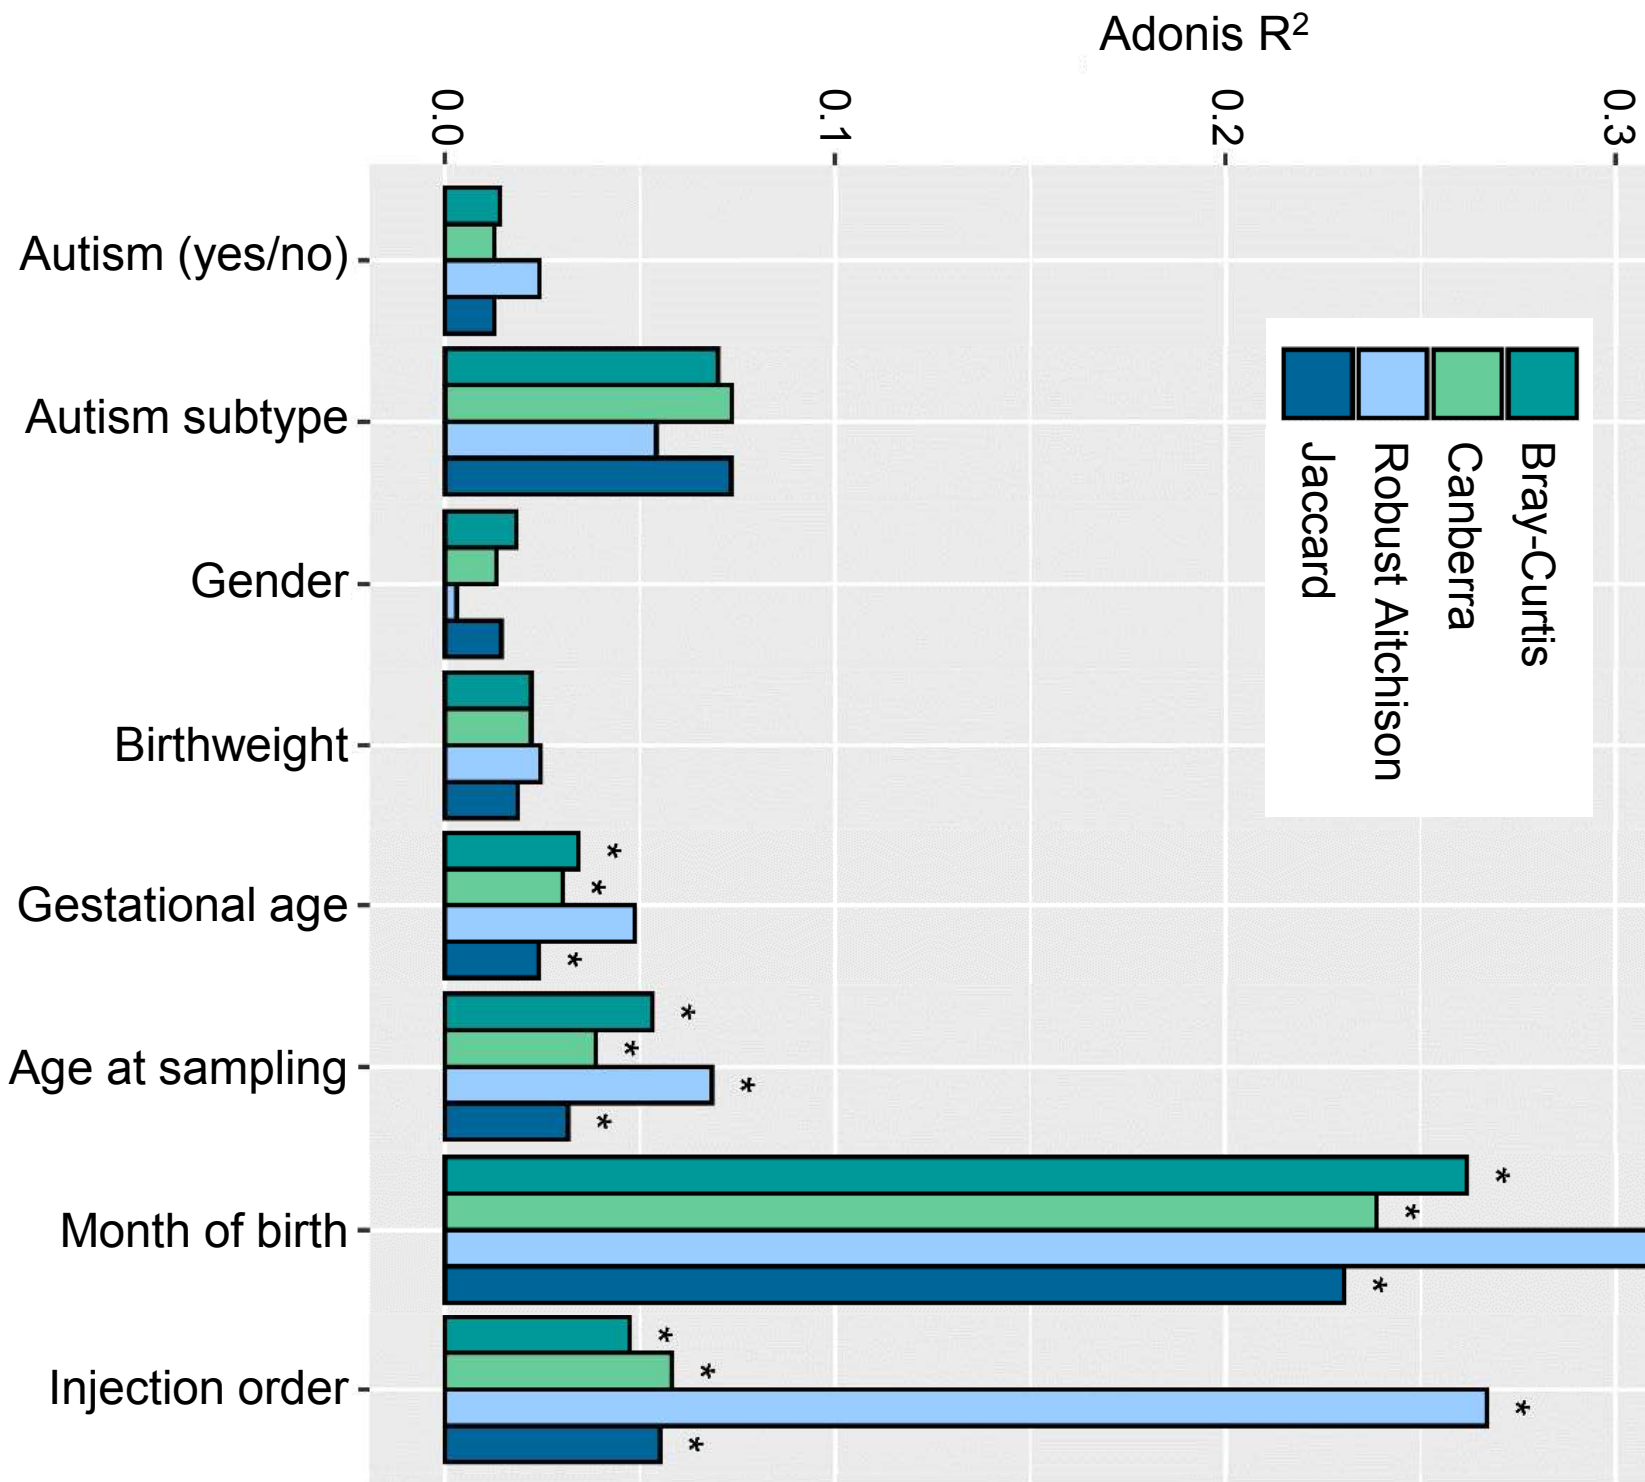 Adonis R²
0.0
0.1
0.2
0.3
Autism (yes/no)
Autism subtype
Gender
Birthweight
Gestational age
Age at sampling
Month of birth
Injection order
Bray-Curtis
Canberra
Robust Aitchison
Jaccard
*
*
*
*
*
*
*
*
*
*
*
*
*
*